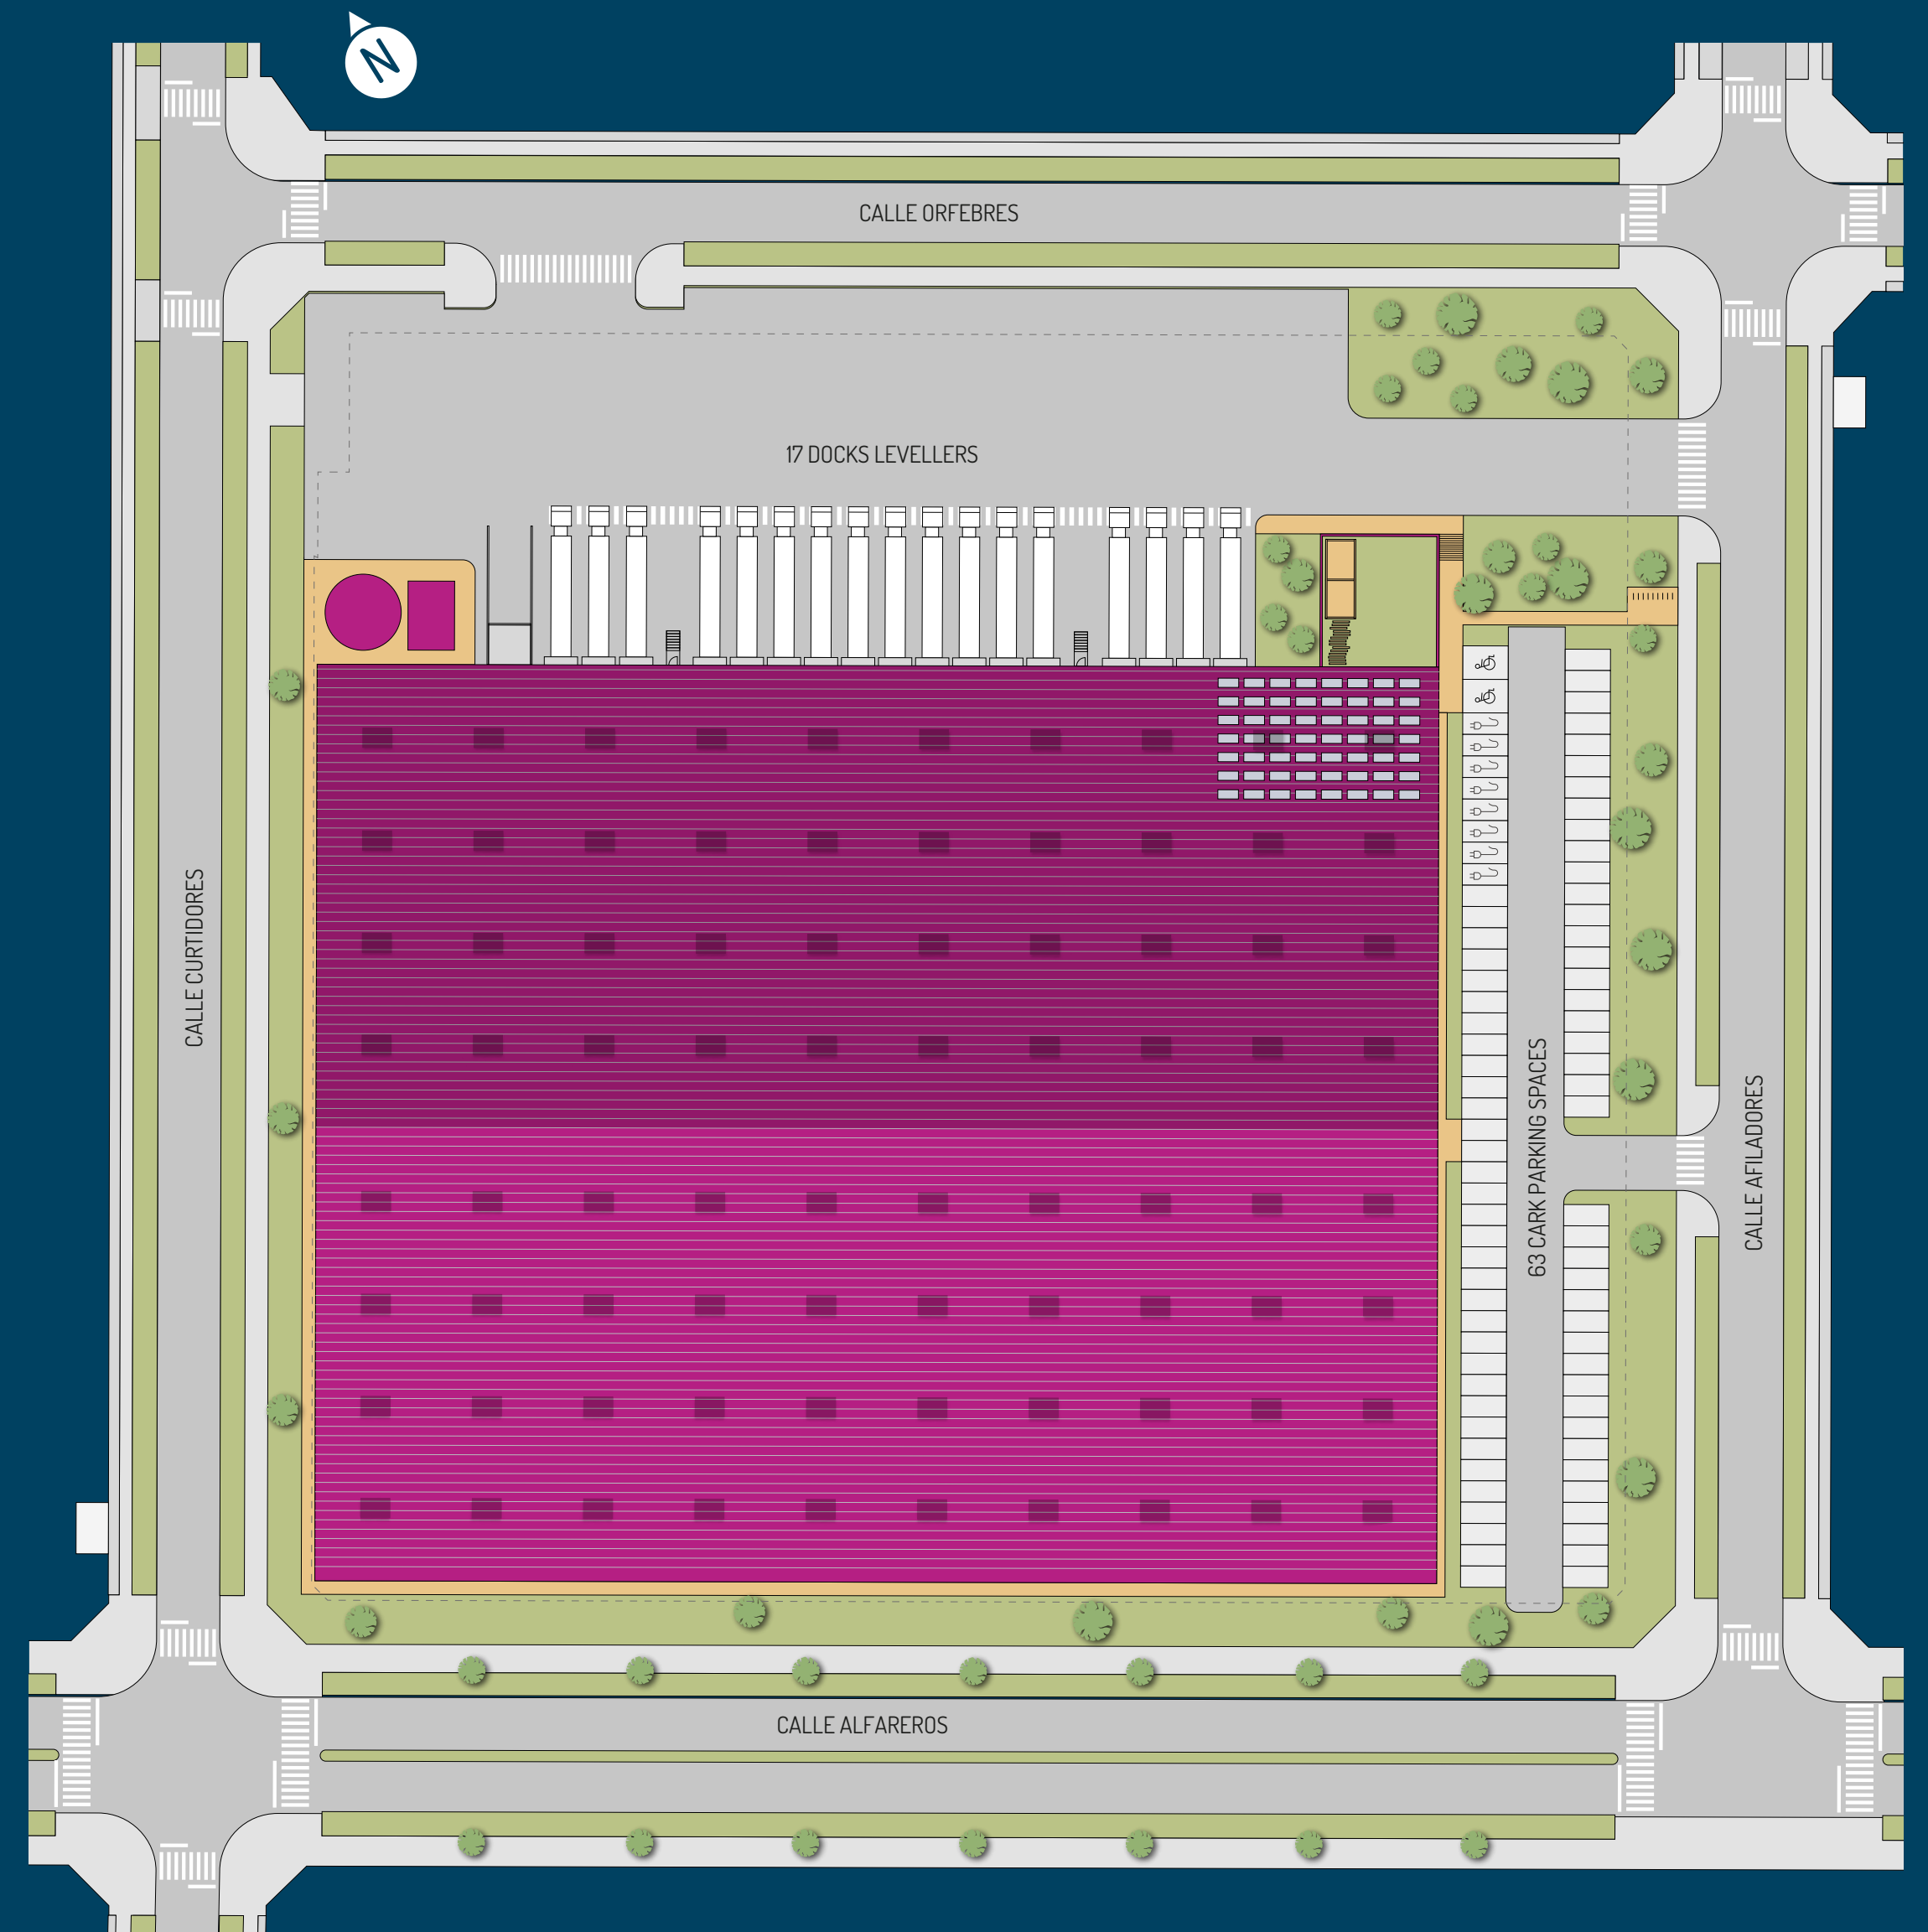 N
CALLE ORFEBRES
17 DOCKS LEVELLERS
CALLE CURTIDORES
63 CARK PARKING SPACES
CALLE AFILADORES
CALLE ALFAREROS